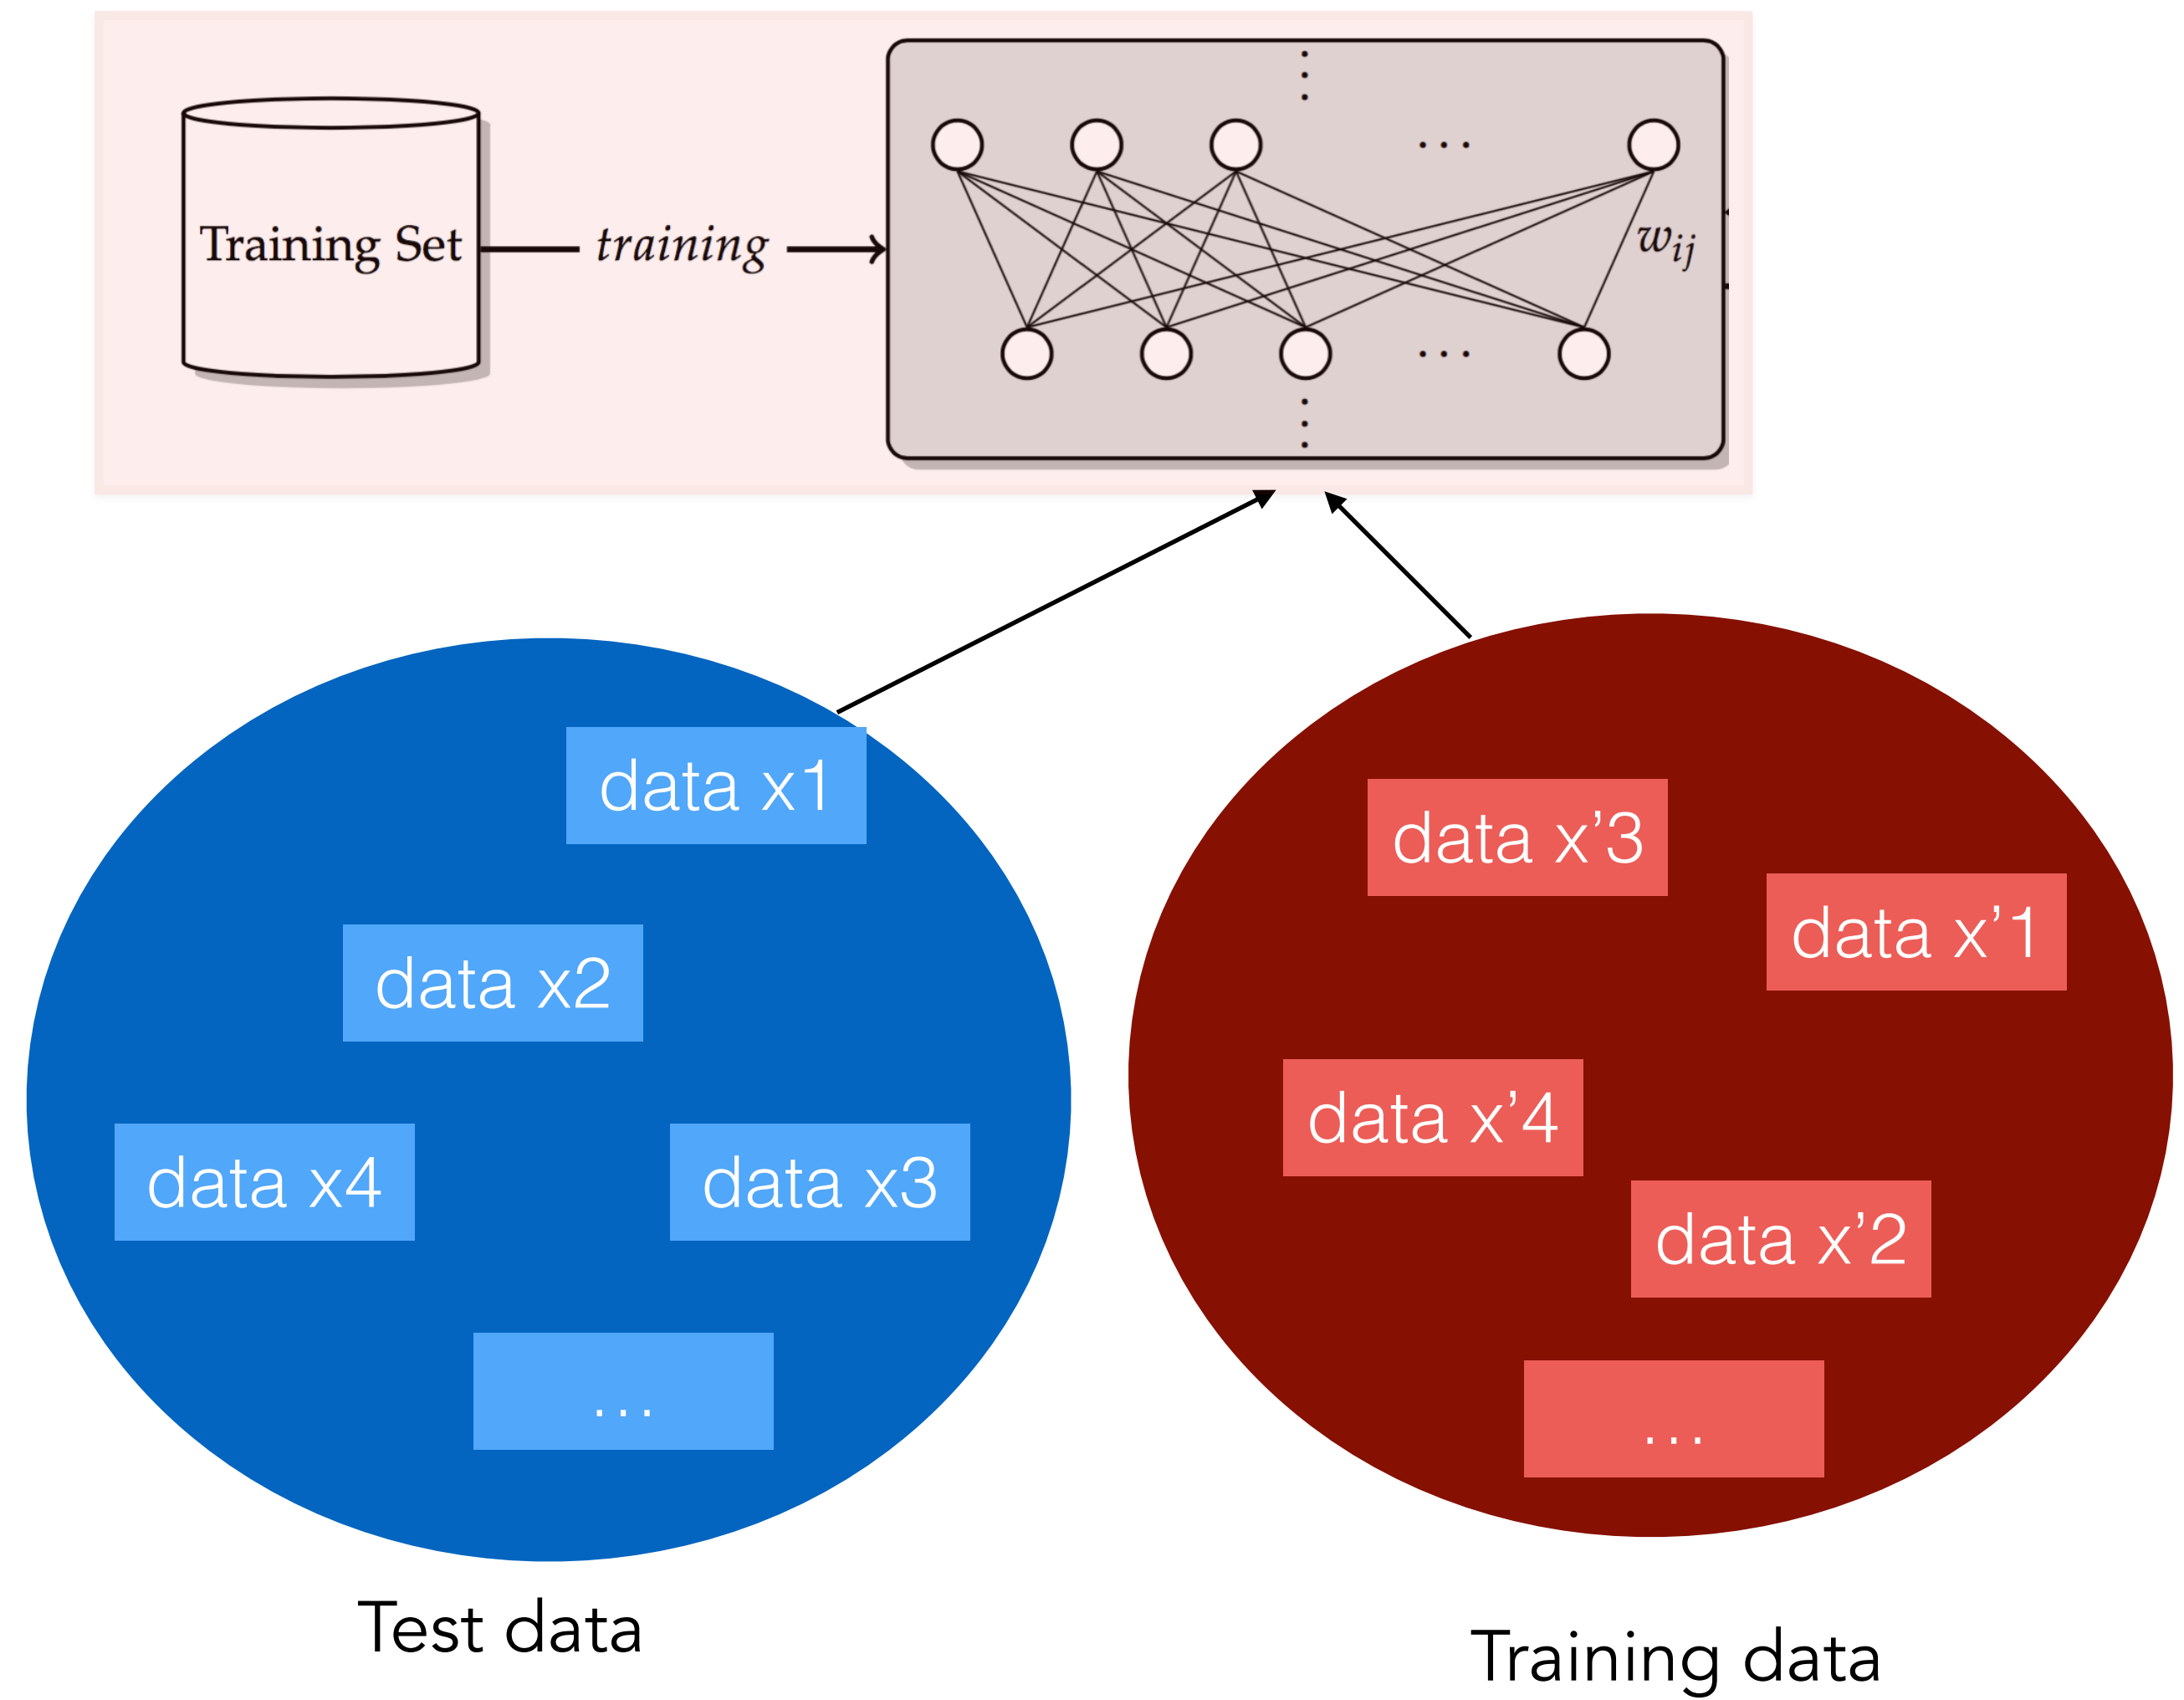 Training Set
training
w_ij
. . .
. . .
data x1
data x2
data x4
data x3
...
Test data
data x’3
data x’1
data x’4
data x’2
...
Training data